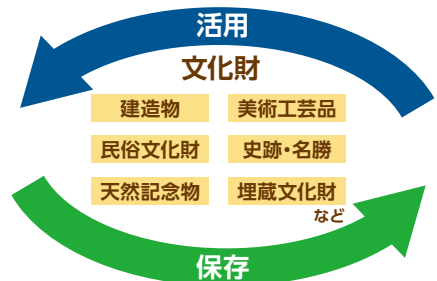 活用
文化財
建造物
美術工芸品
民俗文化財
史跡・名勝
天然記念物
埋蔵文化財
など
保存